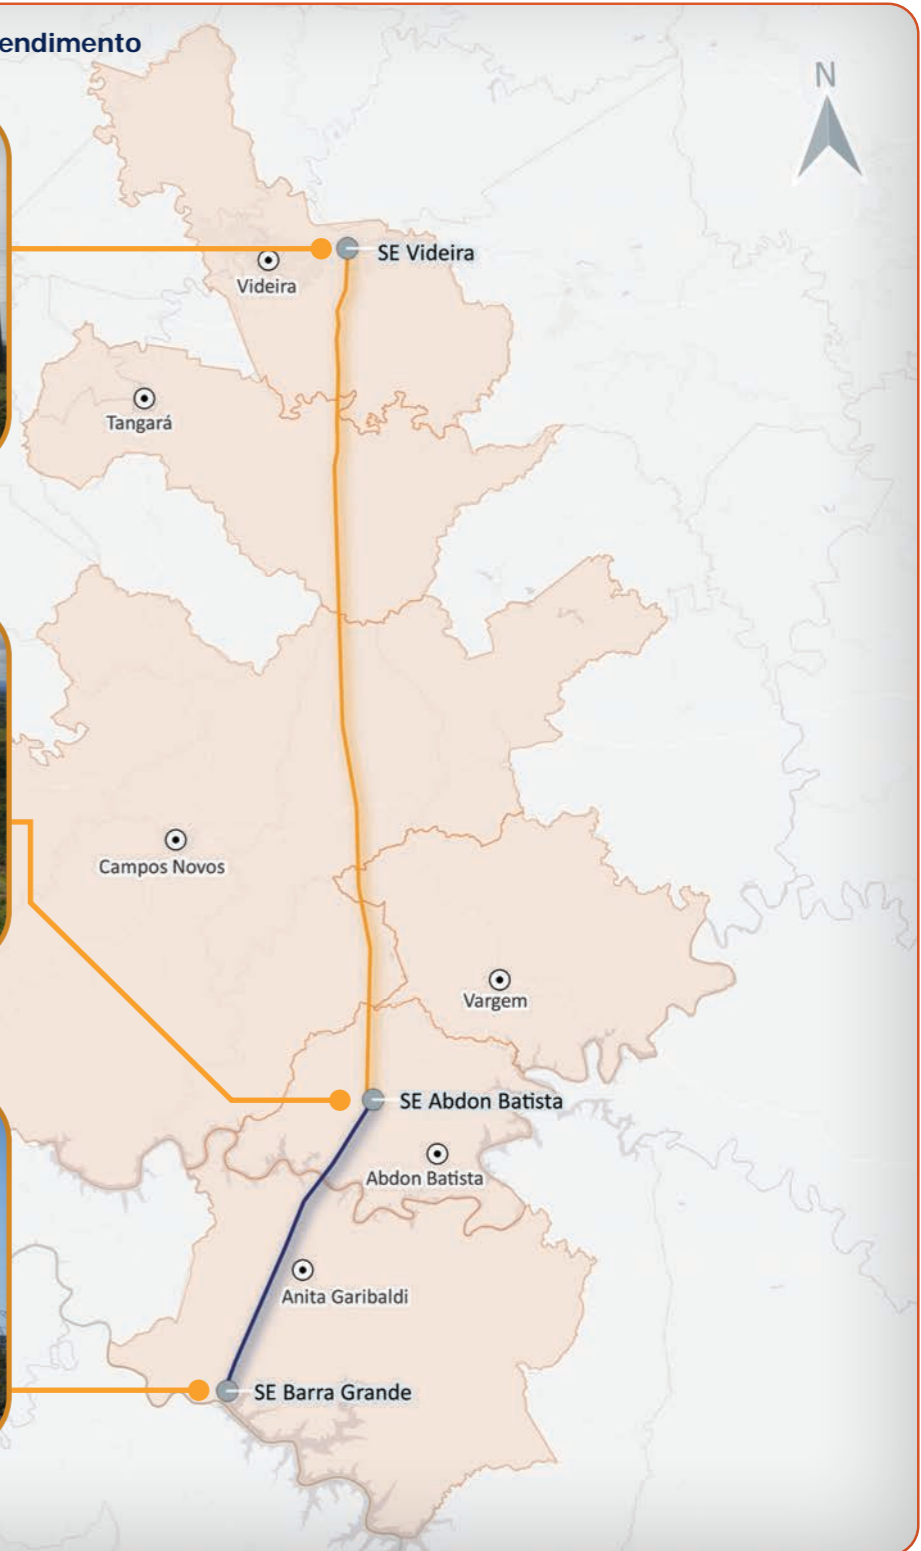 endimento
N
SE Videira
Videira
Tangará
Campos Novos
Vargem
SE Abdon Batista
Abdon Batista
Anita Garibaldi
SE Barra Grande